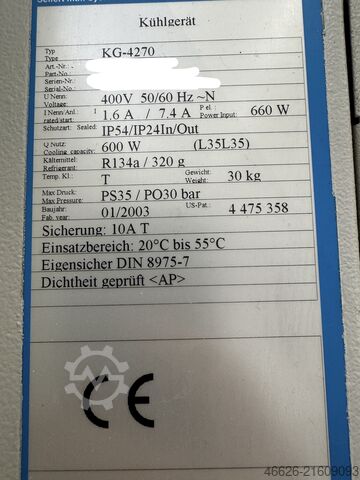 Kühlgerät
Typ
Type
KG-4270
Art.-Nr.:
Part-No.
Serien-Nr.:
Serial-No.:
U Nenn:
Voltage:
400V 50/60 Hz ~N
I Nenn/Anl:
rated/start:
1.6 A / 7.4 A
P el.:
Power Input:
660 W
Schutzart: Sealed:
IP54/IP24In/Out
Q Nutz:
Cooling capacity:
600 W (L35L35)
Kältemittel:
Refrigerant:
R134a / 320 g
Temp. Kl.:
T
Gewicht:
Weight:
30 kg
Max Druck:
Max Pressure:
PS35 / PO30 bar
Baujahr:
Fab. year:
01/2003
US-Pat.:
4 475 358
Sicherung: 10A T
Einsatzbereich: 20°C bis 55°C
Eigensicher DIN 8975-7
Dichtheit geprüft <AP>
CE
46626-21609093